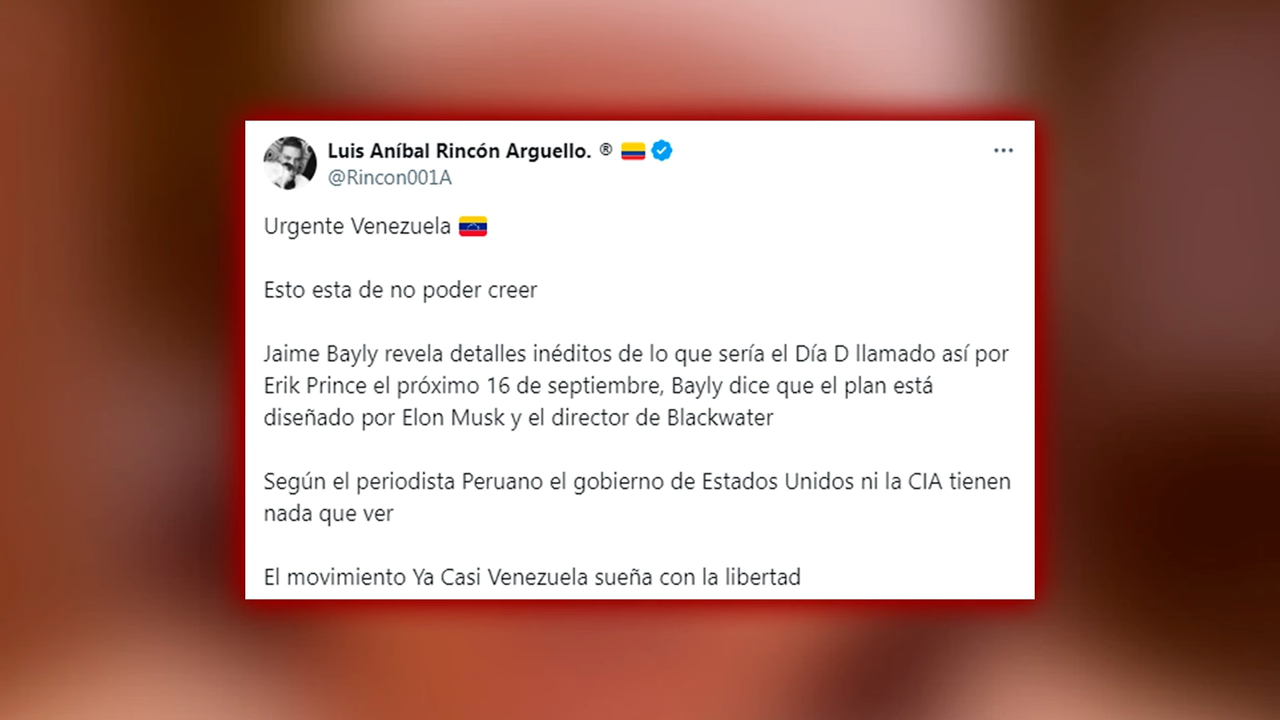 Luis Aníbal Rincón Arguello. ® 🇨🇴
@Rincon001A
Urgente Venezuela 🇻🇪
Esto esta de no poder creer
Jaime Bayly revela detalles inéditos de lo que sería el Día D llamado así por
Erik Prince el próximo 16 de septiembre, Bayly dice que el plan está
diseñado por Elon Musk y el director de Blackwater
Según el periodista Peruano el gobierno de Estados Unidos ni la CIA tienen
nada que ver
El movimiento Ya Casi Venezuela sueña con la libertad